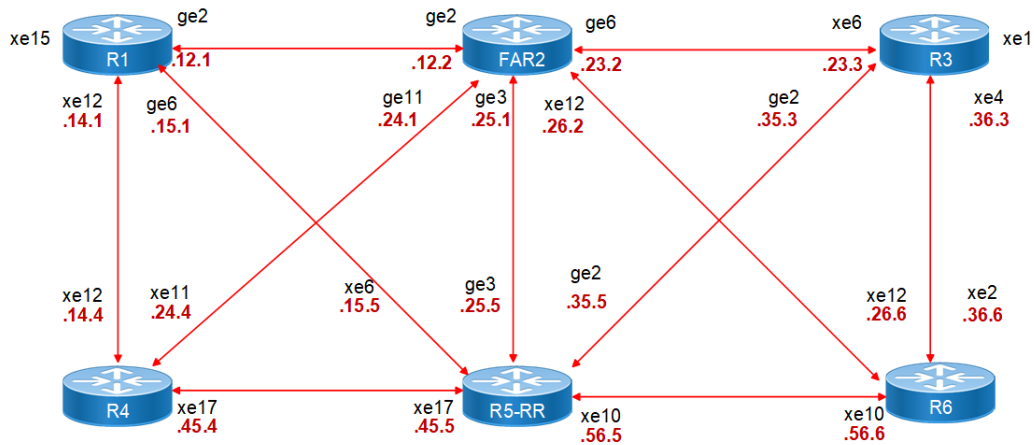 ge2
ge2
ge6
xe6
xe15
xe1
R1
.12.1
.12.2
FAR2
.23.2
.23.3
R3
xe12
ge6
ge11
ge3
xe12
ge2
xe4
.14.1
.15.1
.24.1
.25.1
.26.2
.35.3
.36.3
xe12
xe11
xe6
ge3
ge2
xe12
xe2
.14.4
.24.4
.15.5
.25.5
.35.5
.26.6
.36.6
R4
R5-RR
R6
xe17
xe17
xe10
xe10
.45.4
.45.5
.56.5
.56.6